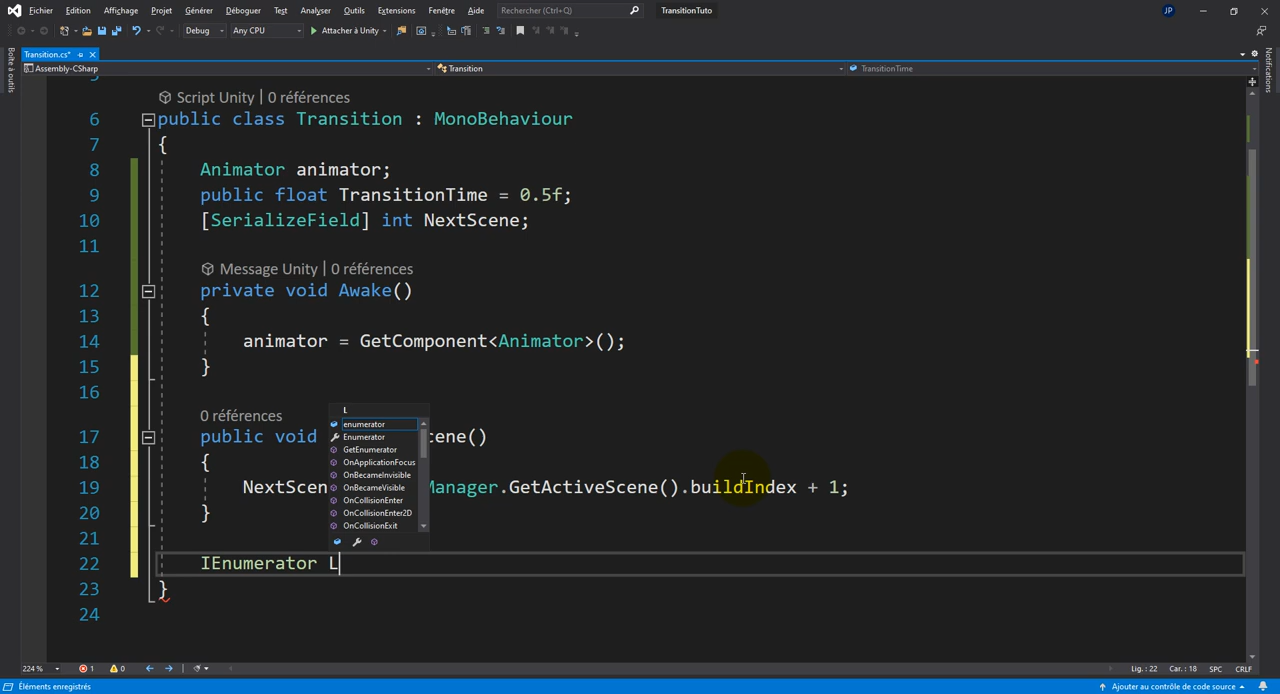 Fichier Edition Affichage Projet Générer Déboguer Test Analyser Outils Extensions Fenêtre Aide Rechercher (Ctrl+Q) TransitionTuto JP
Debug Any CPU Attacher à Unity
Boîte à outils
Notifications
Transition.cs*
Assembly-CSharp Transition TransitionTime
5
Script Unity | 0 références
6 public class Transition : MonoBehaviour
7 {
8 Animator animator;
9 public float TransitionTime = 0.5f;
10 [SerializeField] int NextScene;
11
Message Unity | 0 références
12 private void Awake()
13 {
14 animator = GetComponent<Animator>();
15 }
16
0 références
17 public void cene()
18 {
19 NextScen Manager.GetActiveScene().buildIndex + 1;
20 }
21
22 IEnumerator L
23 }
24
L
enumerator
Enumerator
GetEnumerator
OnApplicationFocus
OnBecameInvisible
OnBecameVisible
OnCollisionEnter
OnCollisionEnter2D
OnCollisionExit
224 % 1 0 Lig. : 22 Car. : 18 SPC CRLF
Éléments enregistrés Ajouter au contrôle de code source